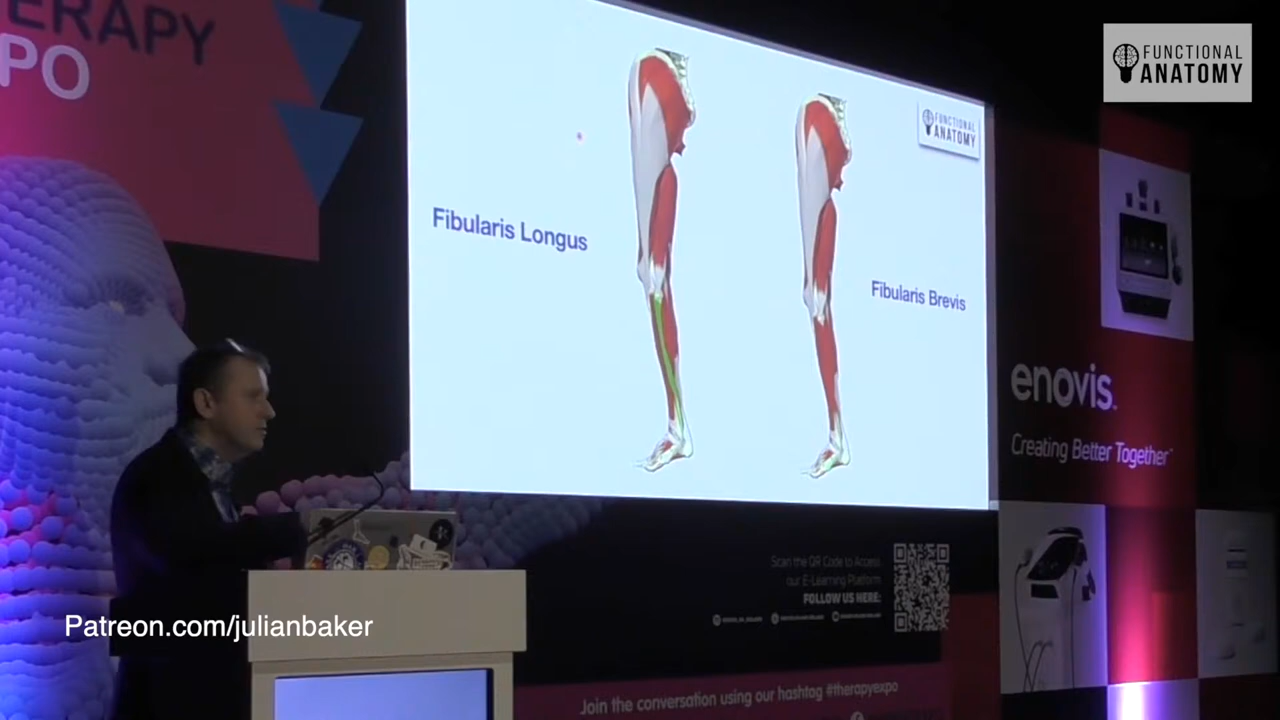 ERAPY
PO
FUNCTIONAL
ANATOMY
FUNCTIONAL
ANATOMY
Fibularis Longus
Fibularis Brevis
enovis
Creating Better Together™
Scan the QR Code to Access
our E-Learning Platform
FOLLOW US HERE:
Patreon.com/julianbaker
Join the conversation using our hashtag #therapyexpo